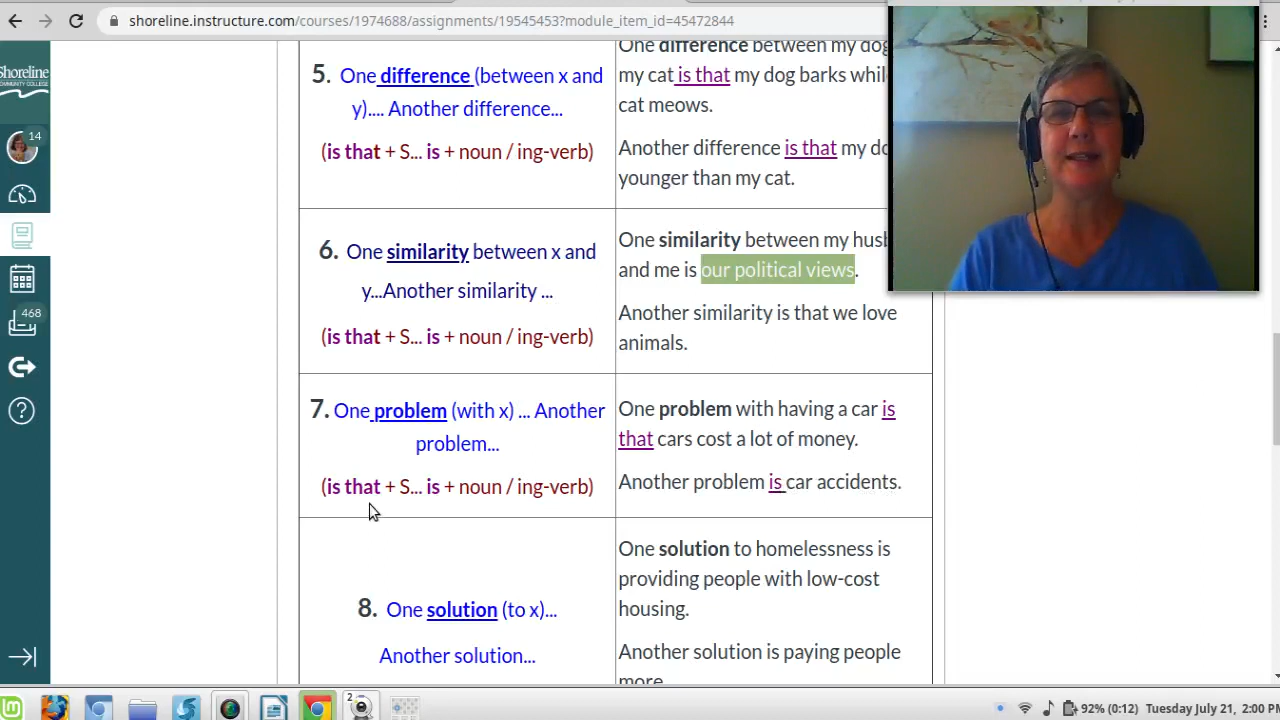 shoreline.instructure.com/courses/1974688/assignments/19545453?module_item_id=45472844
Shoreline
COMMUNITY COLLEGE
14
468
5. One difference (between x and
y).... Another difference...
(is that + S... is + noun / ing-verb)
One difference between my dog
my cat is that my dog barks while
cat meows.
Another difference is that my
younger than my cat.
6. One similarity between x and
y...Another similarity ...
(is that + S... is + noun / ing-verb)
One similarity between my
and me is our political views.
Another similarity is that we love
animals.
7. One problem (with x) ... Another
problem...
(is that + S... is + noun / ing-verb)
One problem with having a car is
that cars cost a lot of money.
Another problem is car accidents.
8. One solution (to x)...
Another solution...
One solution to homelessness is
providing people with low-cost
housing.
Another solution is paying people
more
2
92% (0:12) Tuesday July 21, 2:00 PM